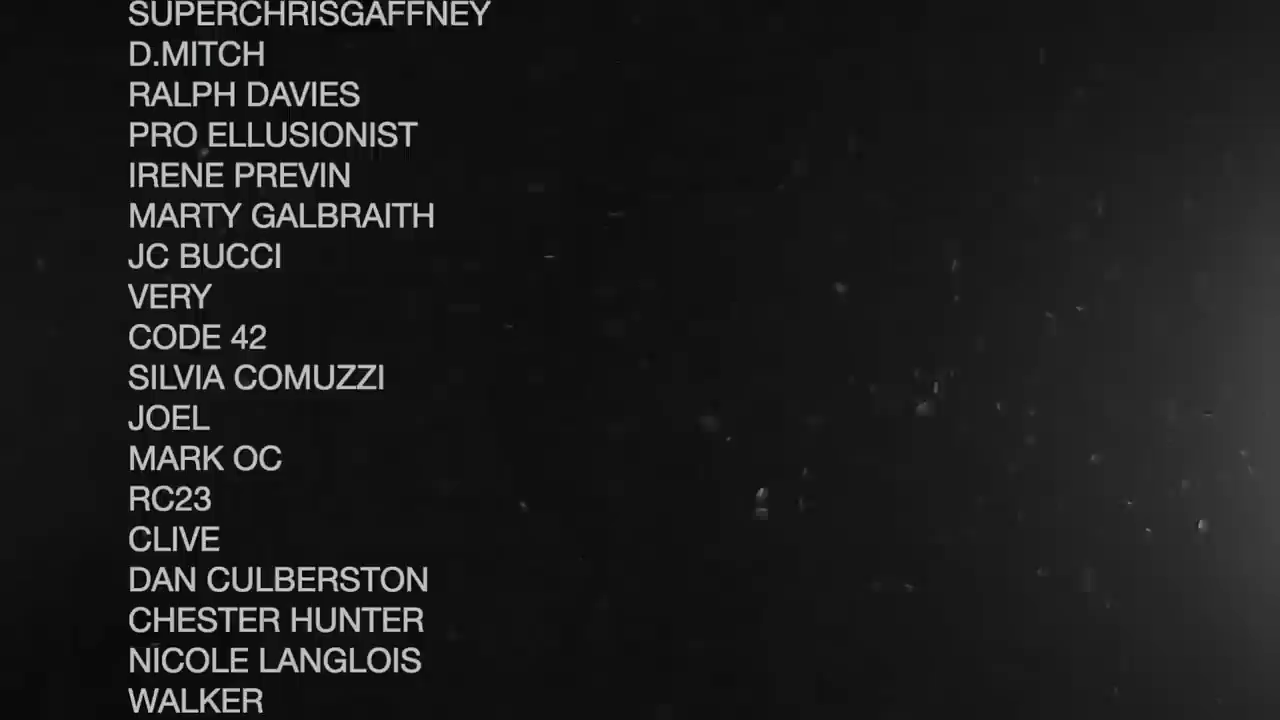 SUPERCHRISGAFFNEY
D.MITCH
RALPH DAVIES
PRO ELLUSIONIST
IRENE PREVIN
MARTY GALBRAITH
JC BUCCI
VERY
CODE 42
SILVIA COMUZZI
JOEL
MARK OC
RC23
CLIVE
DAN CULBERSTON
CHESTER HUNTER
NICOLE LANGLOIS
WALKER